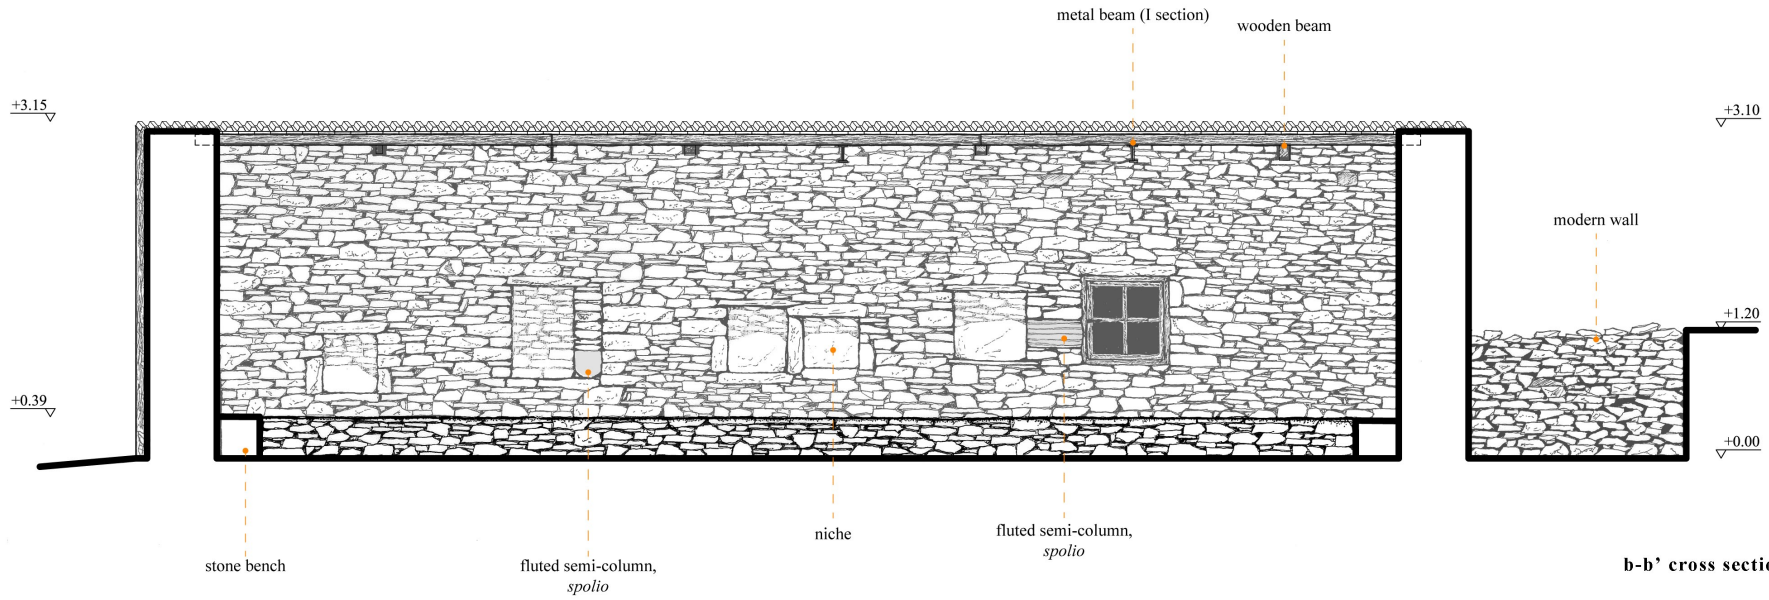 metal beam (I section)
wooden beam
+3.15
+3.10
modern wall
+1.20
+0.39
+0.00
niche
fluted semi-column,
spolio
stone bench
fluted semi-column,
spolio
b-b’ cross sectio